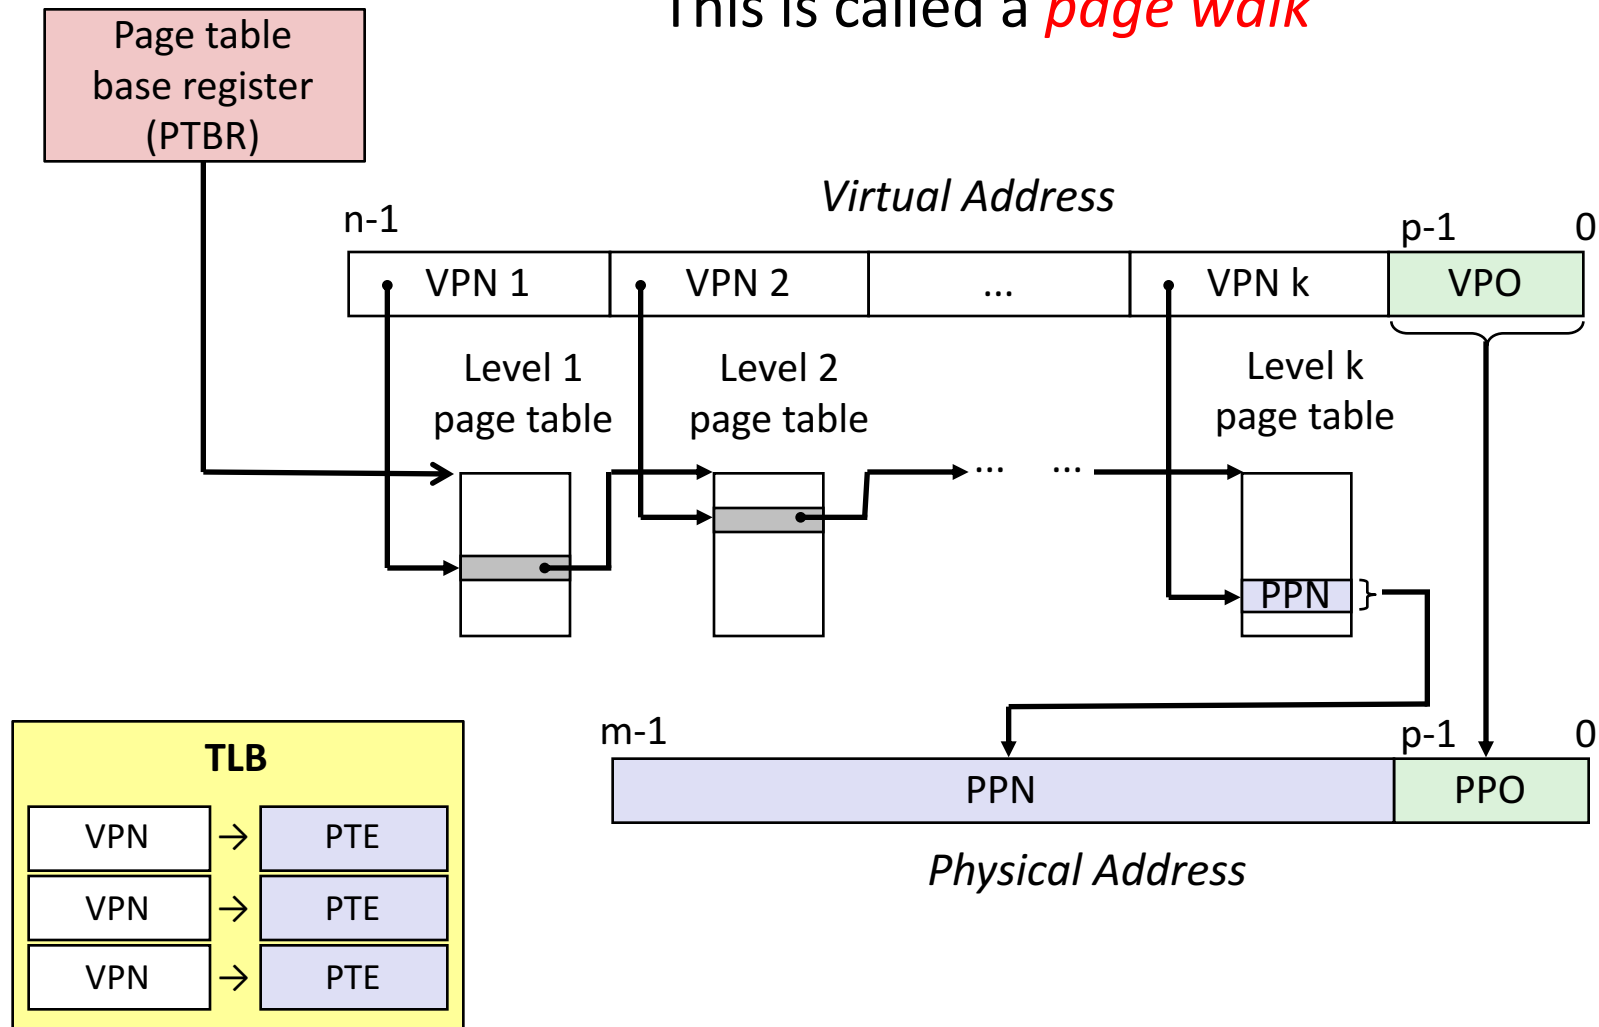 This is called a page walk
Page table
base register
(PTBR)
Virtual Address
n-1
p-1
0
VPN 1
VPN 2
...
VPN k
VPO
Level 1
page table
Level 2
page table
Level k
page table
...
...
PPN
m-1
p-1
0
PPN
PPO
Physical Address
TLB
VPN → PTE
VPN → PTE
VPN → PTE